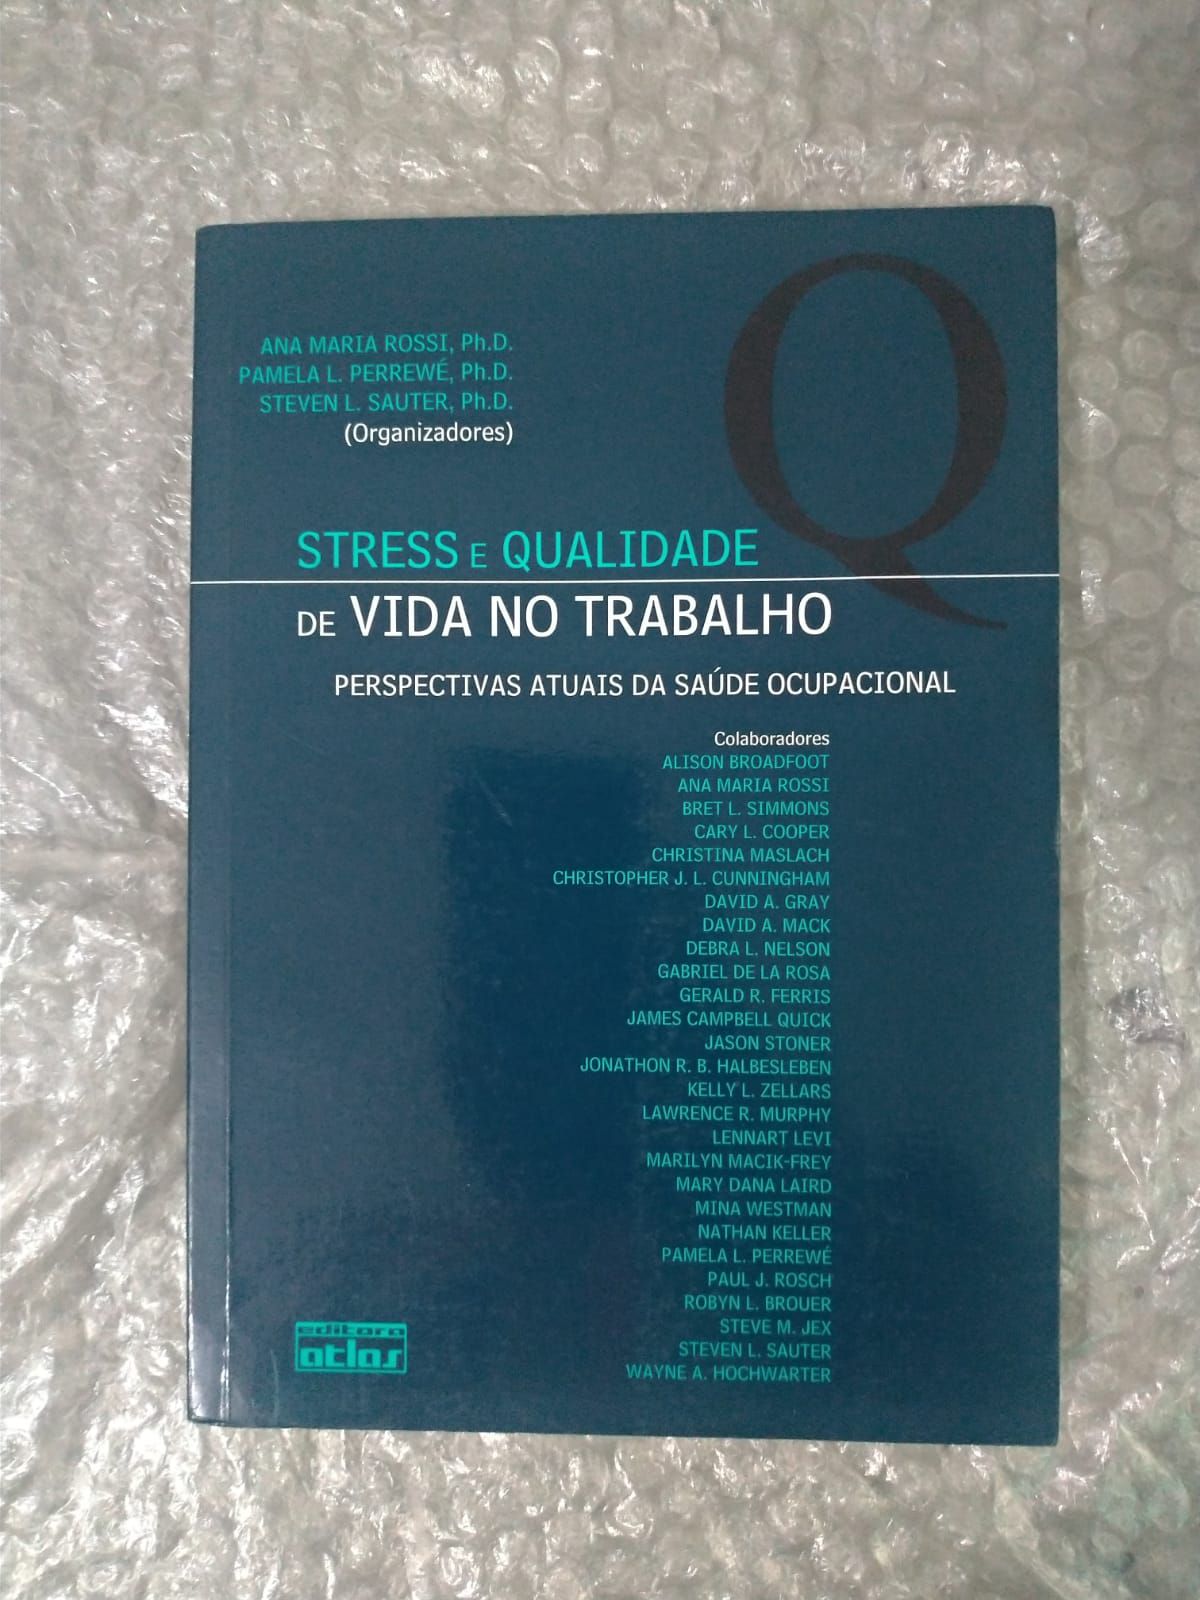 ANA MARIA ROSSI, Ph.D.
PAMELA L. PERREWÉ, Ph.D.
STEVEN L. SAUTER, Ph.D.
(Organizadores)
Q
STRESS E QUALIDADE
DE VIDA NO TRABALHO
PERSPECTIVAS ATUAIS DA SAÚDE OCUPACIONAL
Colaboradores
ALISON BROADFOOT
ANA MARIA ROSSI
BRET L. SIMMONS
CARY L. COOPER
CHRISTINA MASLACH
CHRISTOPHER J. L. CUNNINGHAM
DAVID A. GRAY
DAVID A. MACK
DEBRA L. NELSON
GABRIEL DE LA ROSA
GERALD R. FERRIS
JAMES CAMPBELL QUICK
JASON STONER
JONATHON R. B. HALBESLEBEN
KELLY L. ZELLARS
LAWRENCE R. MURPHY
LENNART LEVI
MARILYN MACIK-FREY
MARY DANA LAIRD
MINA WESTMAN
NATHAN KELLER
PAMELA L. PERREWÉ
PAUL J. ROSCH
ROBYN L. BROUER
STEVE M. JEX
STEVEN L. SAUTER
WAYNE A. HOCHWARTER
editora
atlas